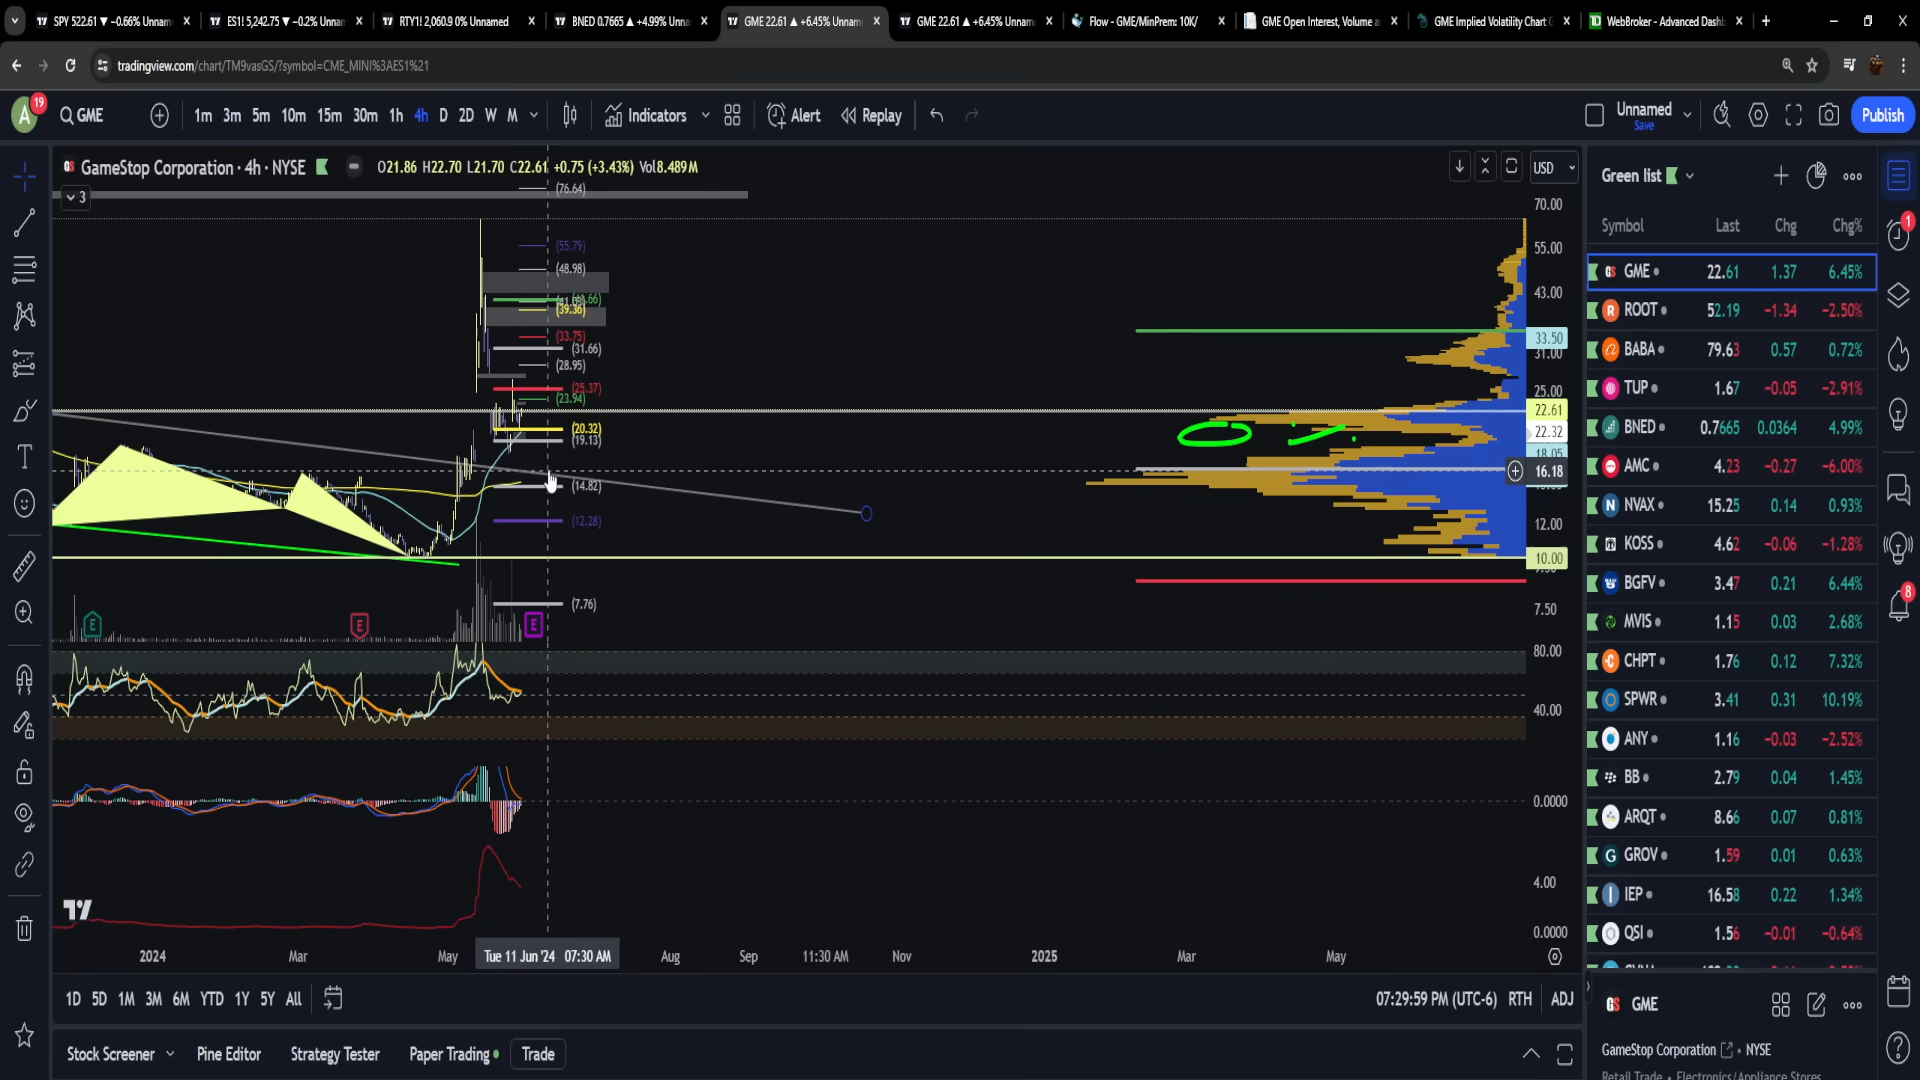 SPY 522.61 ▼ −0.66% Unnam
ES1! 5,242.75 ▼ −0.2% Unnan
RTY1! 2,060.9 0% Unnamed
BNED 0.7665 ▲ +4.99% Unna
GME 22.61 ▲ +6.45% Unnam
GME 22.61 ▲ +6.45% Unnam
Flow - GME/MinPrem: 10K/
GME Open Interest, Volume a
GME Implied Volatility Chart
WebBroker - Advanced Dashb
tradingview.com/chart/TM9vasGS/?symbol=CME_MINI%3AES1%21
A 19
GME
1m 3m 5m 10m 15m 30m 1h 4h D 2D W M
Indicators
Alert
Replay
Unnamed
Save
Publish
GameStop Corporation · 4h · NYSE
O21.86 H22.70 L21.70 C22.61 +0.75 (+3.43%) Vol8.489M
USD
3
(76.64)
(55.79)
(48.98)
(39.36)
(33.75)
(31.66)
(28.95)
(25.37)
(23.94)
(20.32)
(19.13)
(14.82)
(12.28)
(7.76)
70.00
55.00
43.00
33.50
31.00
25.00
22.61
22.32
18.05
16.18
12.00
10.00
7.50
80.00
40.00
0.0000
4.00
0.0000
E
E
E
2024
Mar
May
Tue 11 Jun '24 07:30 AM
Aug
Sep
11:30 AM
Nov
2025
Mar
May
1D 5D 1M 3M 6M YTD 1Y 5Y All
07:29:59 PM (UTC-6) RTH ADJ
Stock Screener
Pine Editor
Strategy Tester
Paper Trading
Trade
Green list
Symbol Last Chg Chg%
GME 22.61 1.37 6.45%
ROOT 52.19 −1.34 −2.50%
BABA 79.63 0.57 0.72%
TUP 1.67 −0.05 −2.91%
BNED 0.7665 0.0364 4.99%
AMC 4.23 −0.27 −6.00%
NVAX 15.25 0.14 0.93%
KOSS 4.62 −0.06 −1.28%
BGFV 3.47 0.21 6.44%
MVIS 1.15 0.03 2.68%
CHPT 1.76 0.12 7.32%
SPWR 3.41 0.31 10.19%
ANY 1.16 −0.03 −2.52%
BB 2.79 0.04 1.45%
ARQT 8.66 0.07 0.81%
GROV 1.59 0.01 0.63%
IEP 16.58 0.22 1.34%
QSI 1.56 −0.01 −0.64%
GME
GameStop Corporation • NYSE
Retail Trade • Electronics/Appliance Stores
1
8